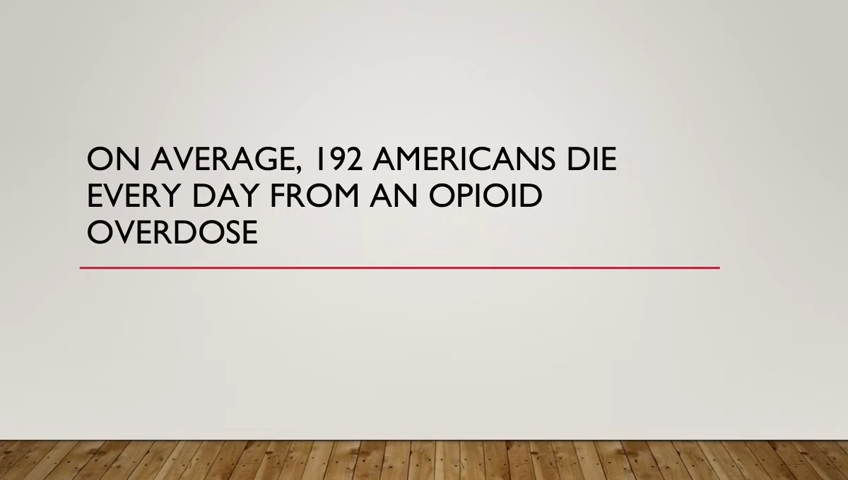 ON AVERAGE, 192 AMERICANS DIE
EVERY DAY FROM AN OPIOID
OVERDOSE